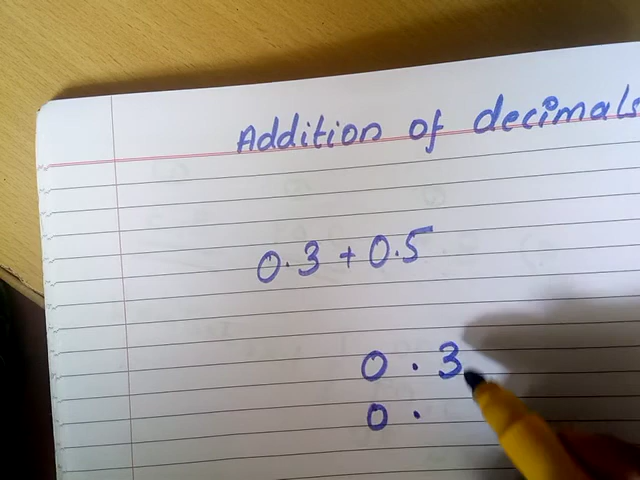 Addition of decimals
0.3 + 0.5
0 . 3
0 .